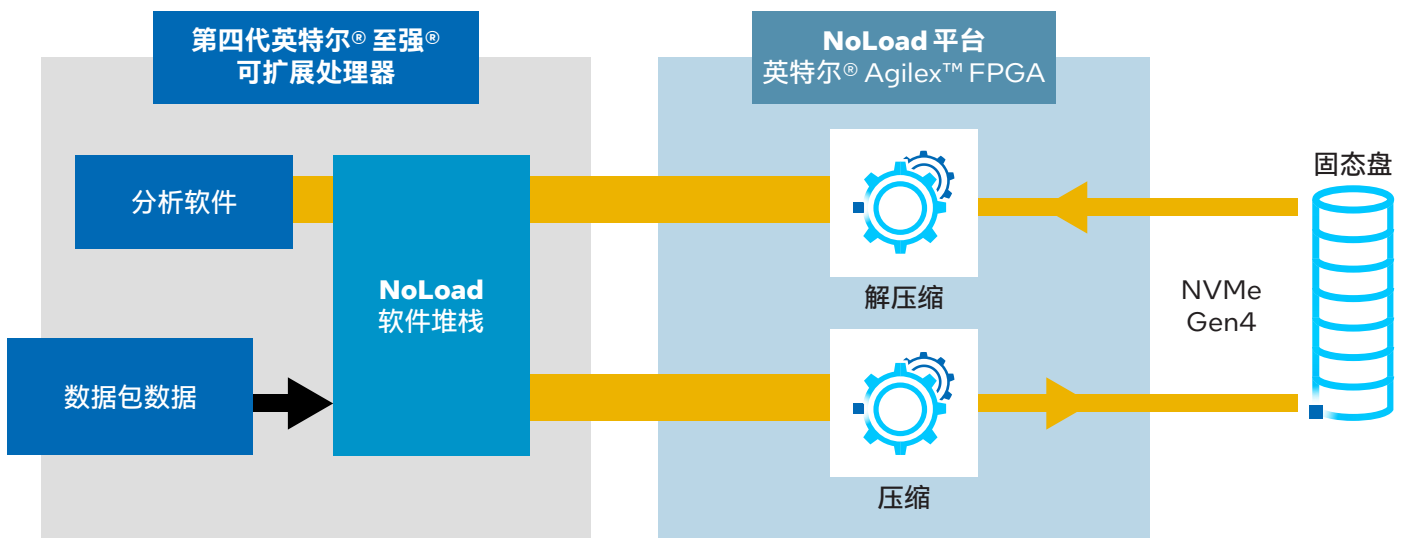 第四代英特尔® 至强®
可扩展处理器
NoLoad 平台
英特尔® Agilex™ FPGA
分析软件
NoLoad
软件堆栈
数据包数据
解压缩
压缩
NVMe
Gen4
固态盘